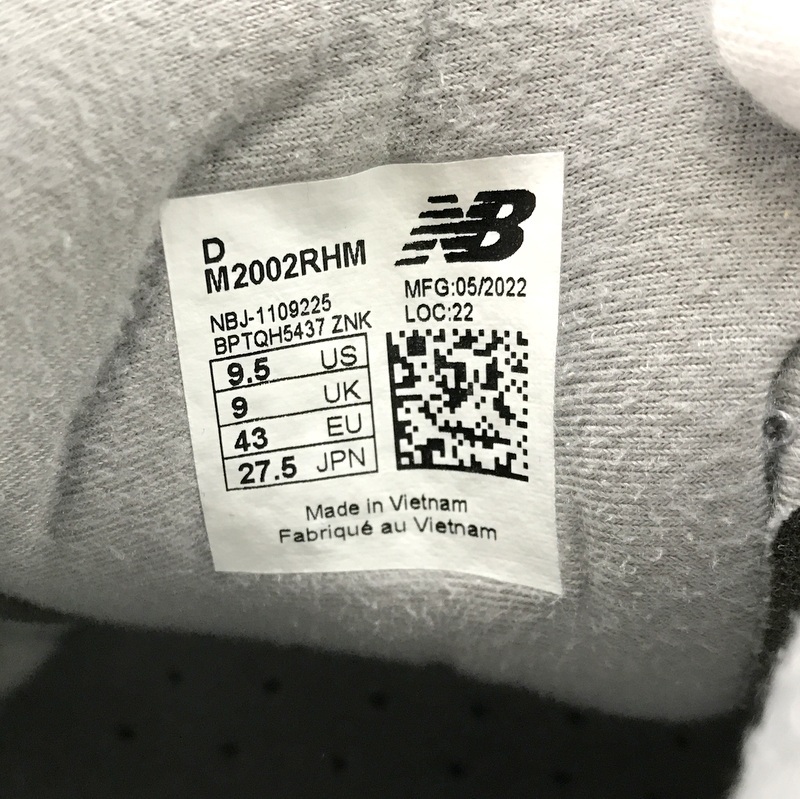 D
M2002RHM
NBJ-1109225
BPTQH5437 ZNK
9.5 US
9 UK
43 EU
27.5 JPN
NB
MFG:05/2022
LOC:22
Made in Vietnam
Fabriqué au Vietnam